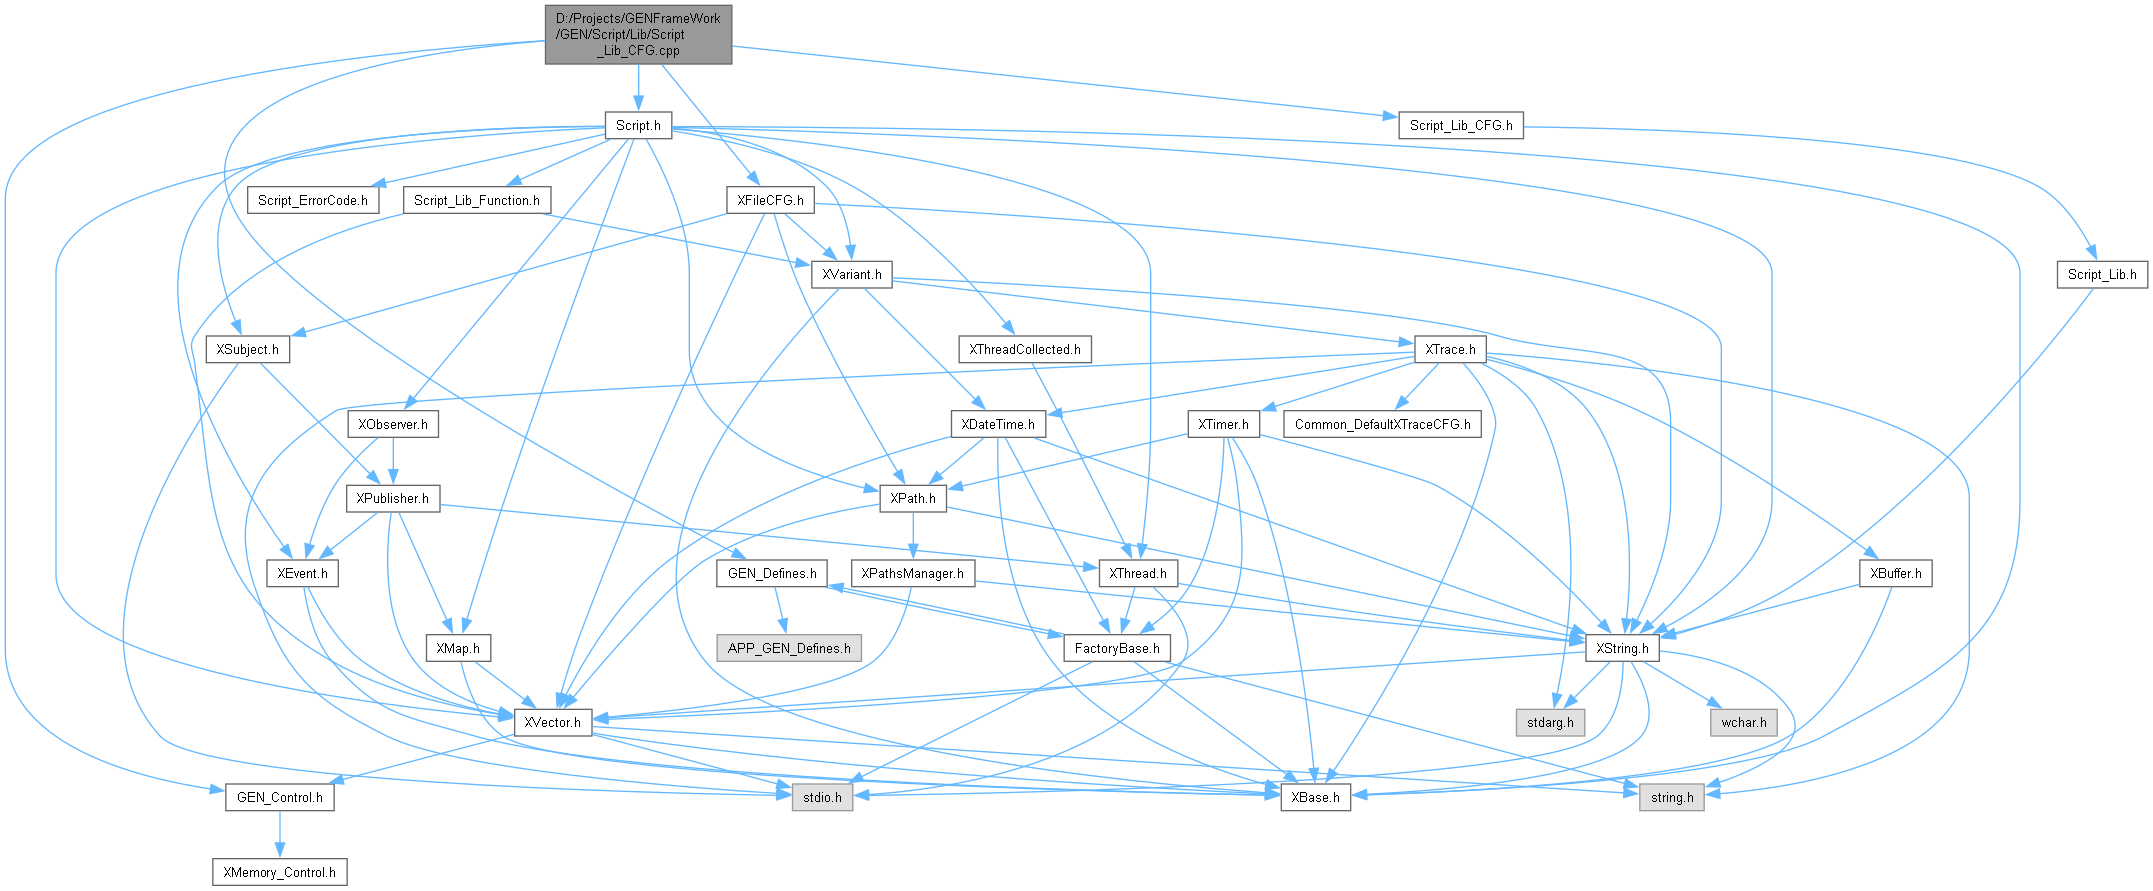 D:/Projects/GENFrameWork
/GEN/Script/Lib/Script
_Lib_CFG.cpp
Script.h
Script_Lib_CFG.h
Script_ErrorCode.h
Script_Lib_Function.h
XFileCFG.h
XVariant.h
Script_Lib.h
XSubject.h
XThreadCollected.h
XTrace.h
XObserver.h
XDateTime.h
XTimer.h
Common_DefaultXTraceCFG.h
XPublisher.h
XPath.h
XEvent.h
GEN_Defines.h
XPathsManager.h
XThread.h
XBuffer.h
XMap.h
APP_GEN_Defines.h
FactoryBase.h
XString.h
XVector.h
stdarg.h
wchar.h
GEN_Control.h
stdio.h
XBase.h
string.h
XMemory_Control.h